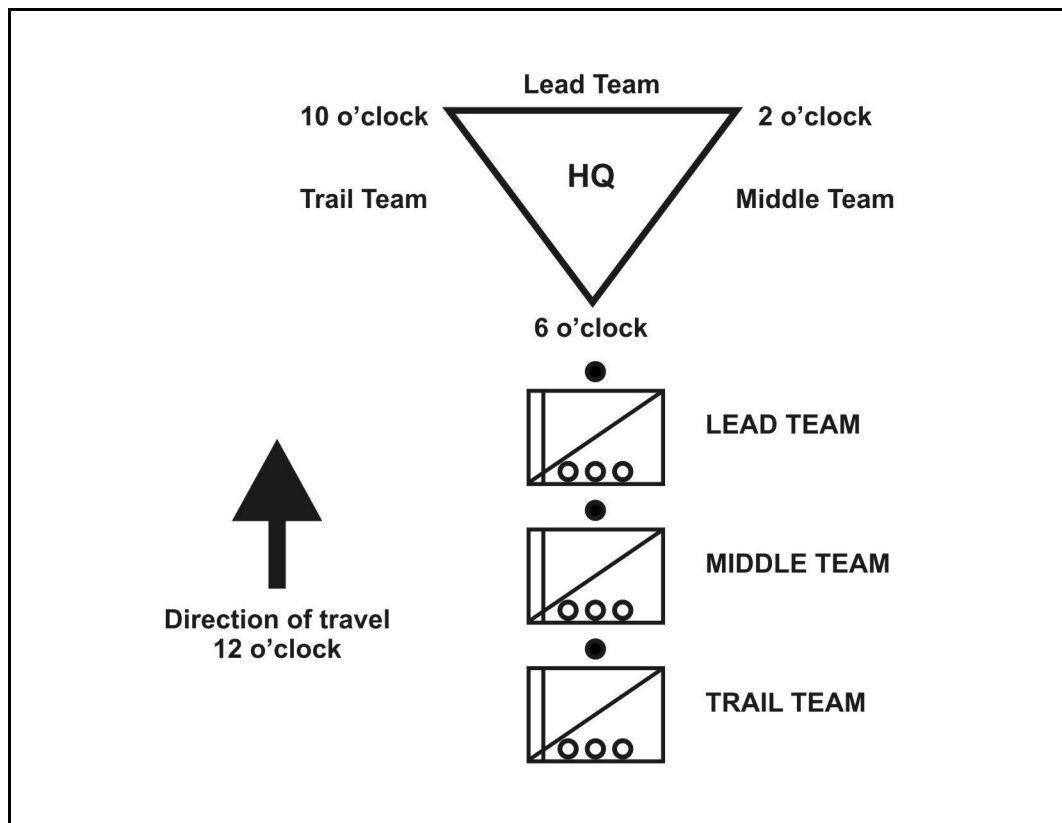 Lead Team
10 o’clock
2 o’clock
HQ
Trail Team
Middle Team
6 o’clock
LEAD TEAM
MIDDLE TEAM
Direction of travel
12 o’clock
TRAIL TEAM